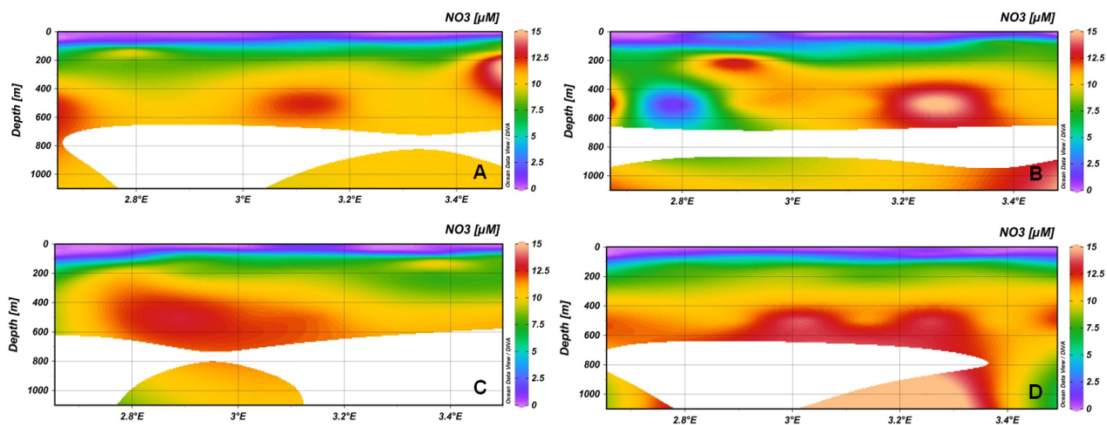 NO3 [µM]
Depth [m]
0
200
400
600
800
1000
2.8°E
3°E
3.2°E
3.4°E
A
15
12.5
10
7.5
5
2.5
0
Ocean Data View / DIVA
NO3 [µM]
Depth [m]
0
200
400
600
800
1000
2.8°E
3°E
3.2°E
3.4°E
B
15
12.5
10
7.5
5
2.5
0
Ocean Data View / DIVA
NO3 [µM]
Depth [m]
0
200
400
600
800
1000
2.8°E
3°E
3.2°E
3.4°E
C
15
12.5
10
7.5
5
2.5
0
Ocean Data View / DIVA
NO3 [µM]
Depth [m]
0
200
400
600
800
1000
2.8°E
3°E
3.2°E
3.4°E
D
15
12.5
10
7.5
5
2.5
0
Ocean Data View / DIVA